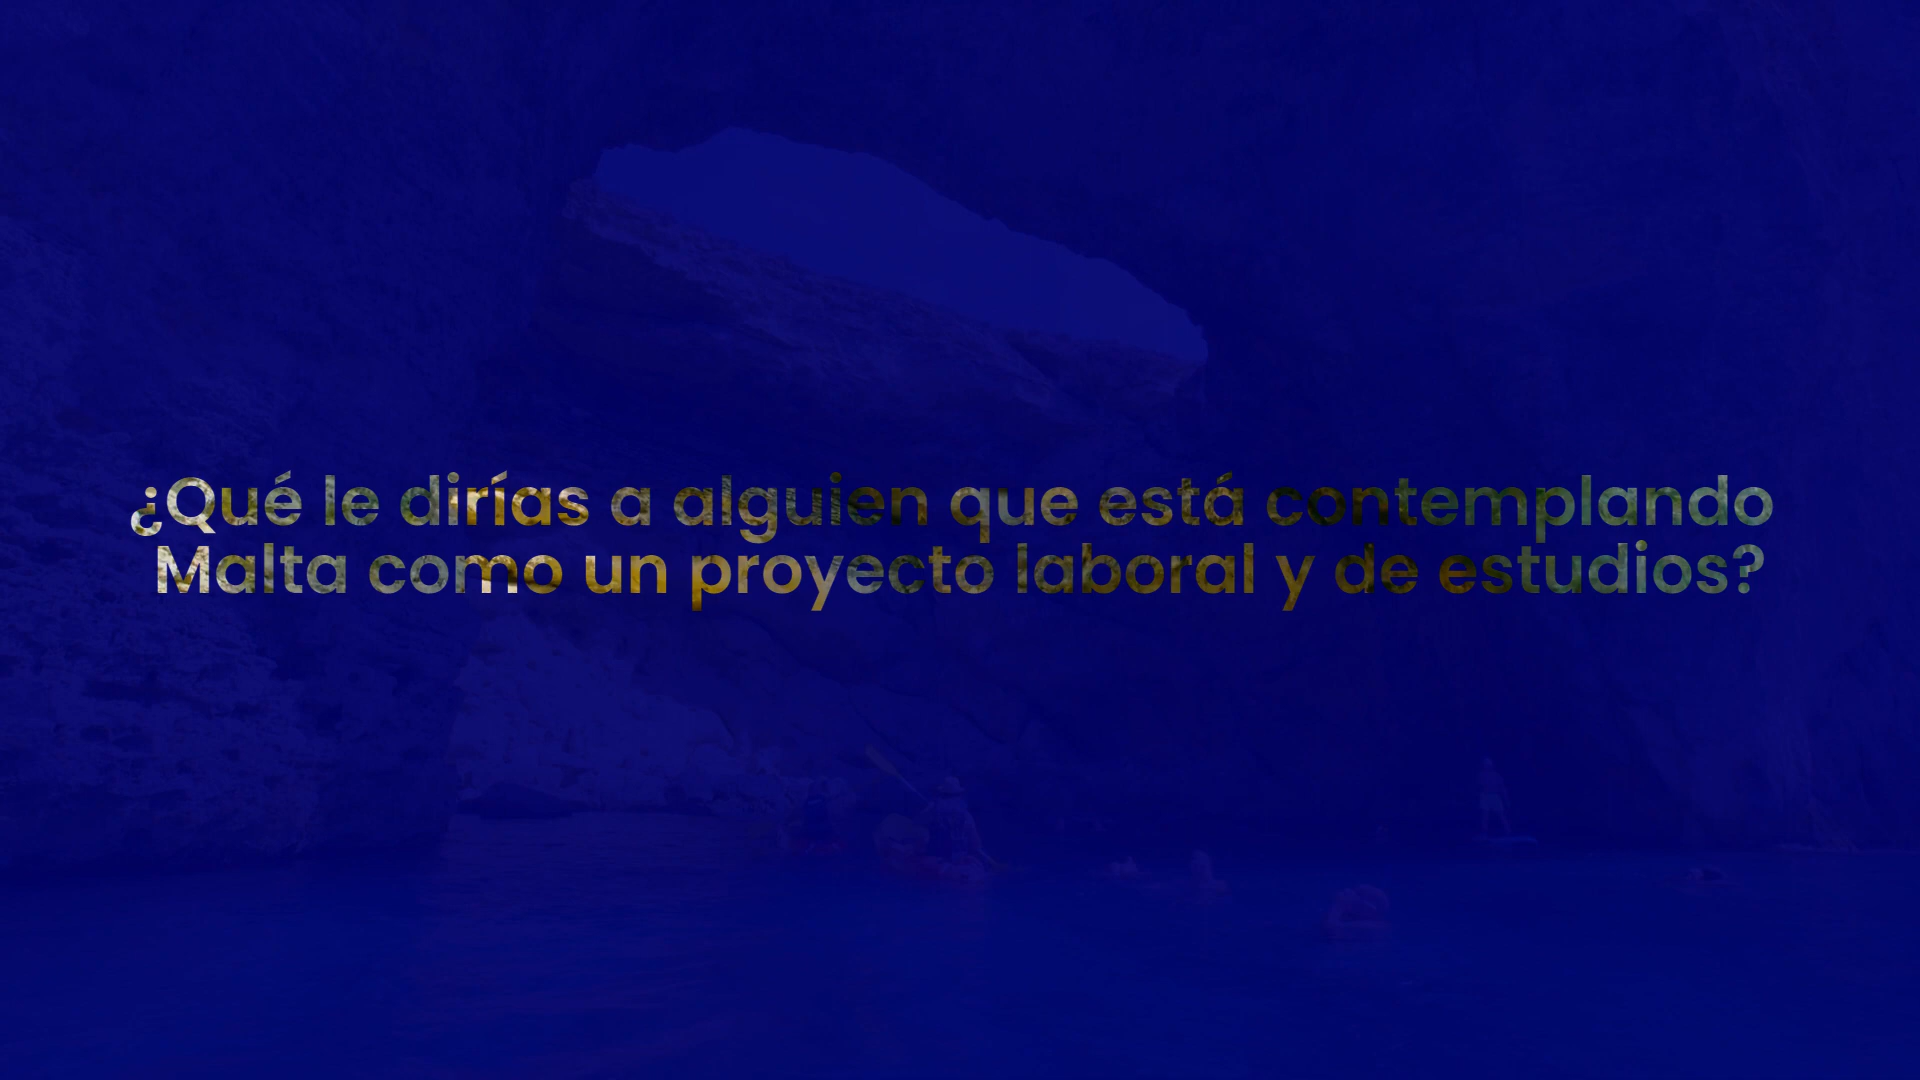 ¿Qué le dirías a alguien que está contemplando
Malta como un proyecto laboral y de estudios?